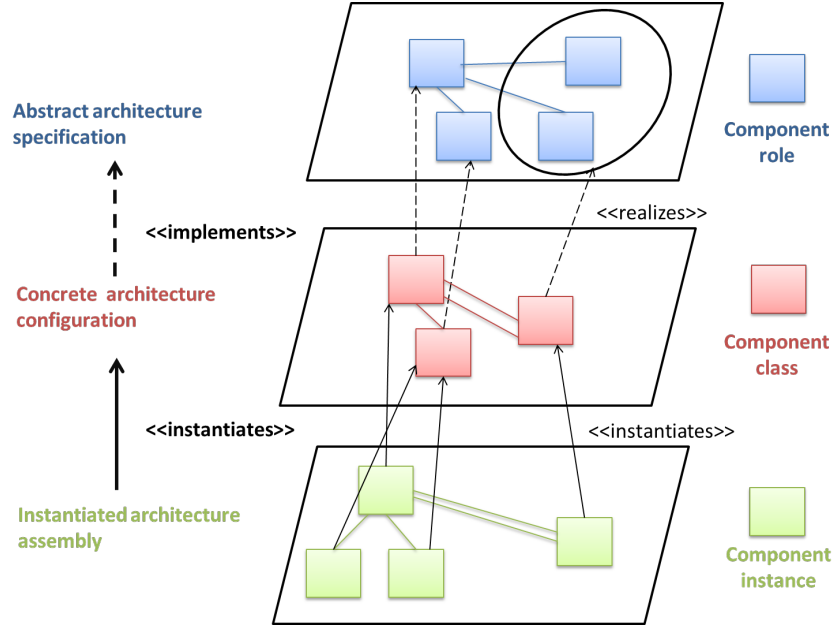 Abstract architecture
specification
Component
role
<<implements>>
<<realizes>>
Concrete architecture
configuration
Component
class
<<instantiates>>
<<instantiates>>
Instantiated architecture
assembly
Component
instance